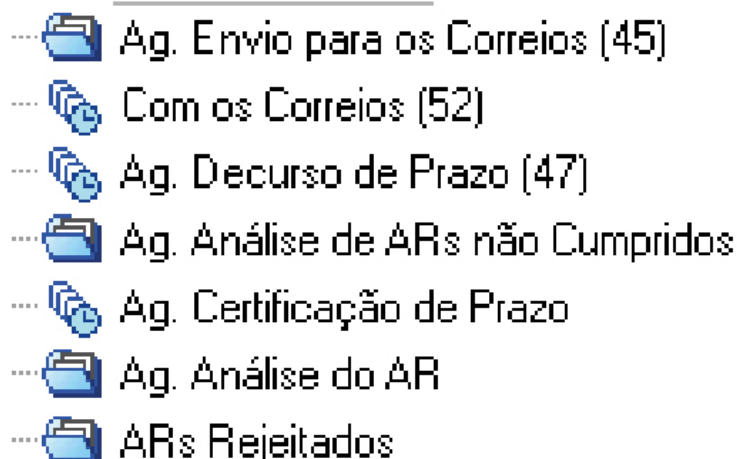 Ag. Envio para os Correios (45)
Com os Correios (52)
Ag. Decurso de Prazo (47)
Ag. Análise de ARs não Cumpridos
Ag. Certificação de Prazo
Ag. Análise do AR
ARs Rejeitados